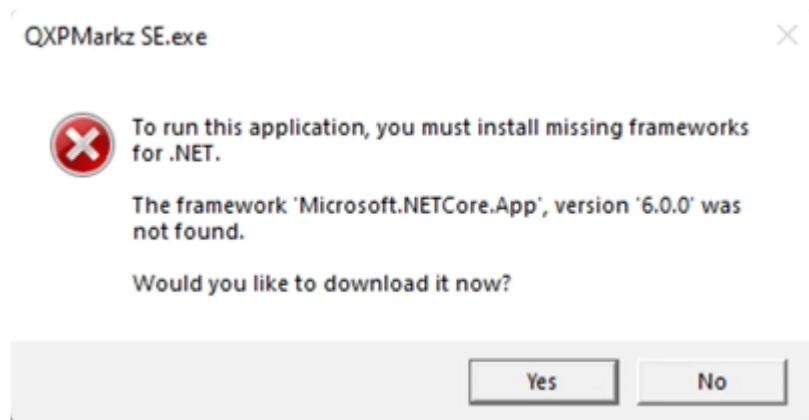 QXPMarkz SE.exe
To run this application, you must install missing frameworks
for .NET.
The framework 'Microsoft.NETCore.App', version '6.0.0' was
not found.
Would you like to download it now?
Yes
No